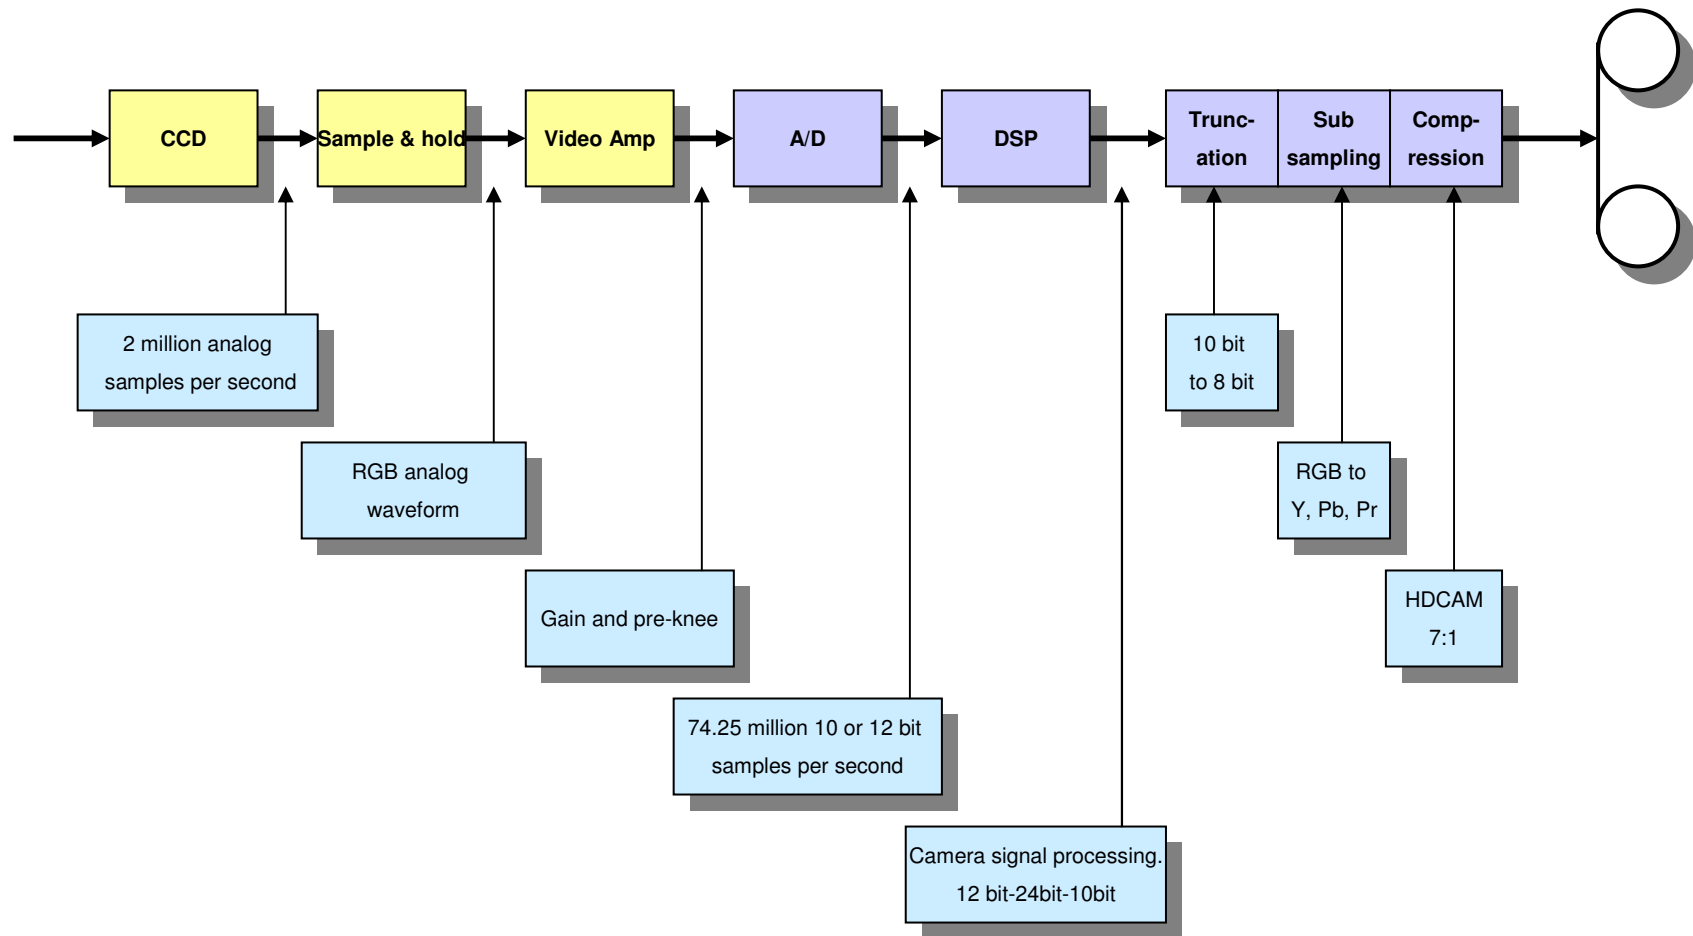 CCD
Sample & hold
Video Amp
A/D
DSP
Trunc-
ation
Sub
sampling
Comp-
ression
2 million analog
samples per second
10 bit
to 8 bit
RGB analog
waveform
RGB to
Y, Pb, Pr
Gain and pre-knee
HDCAM
7:1
74.25 million 10 or 12 bit
samples per second
Camera signal processing.
12 bit-24bit-10bit